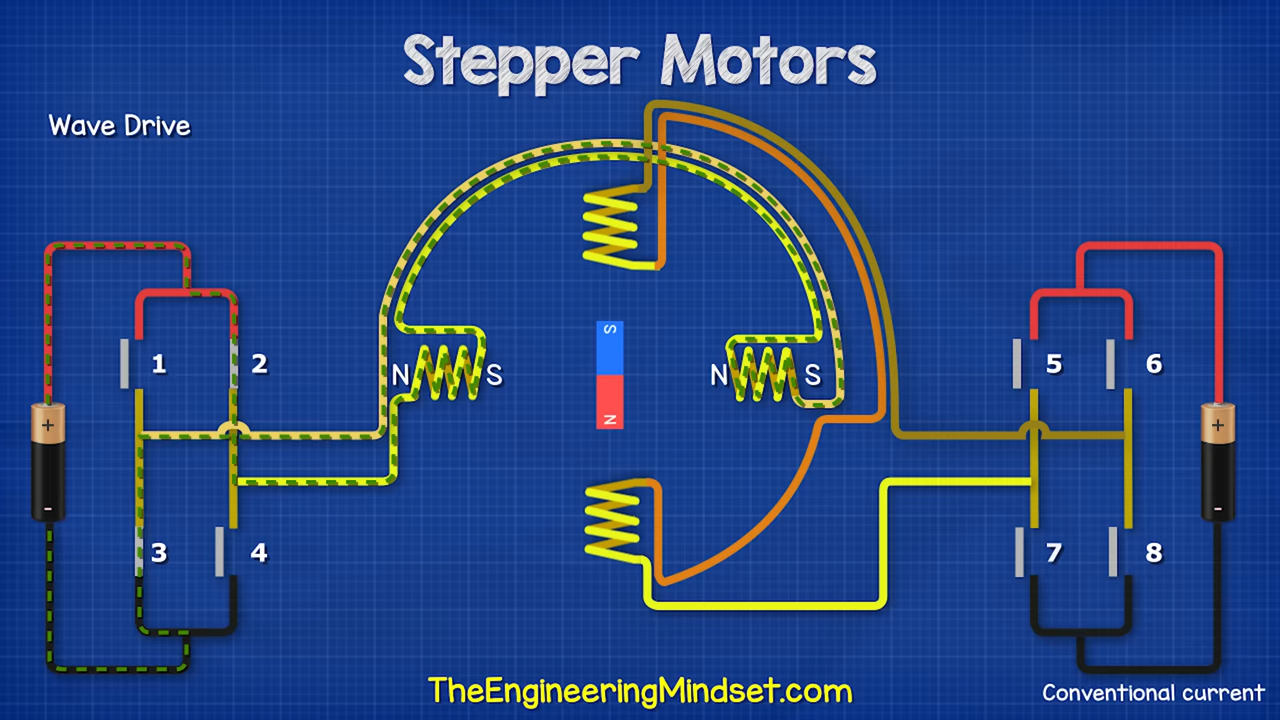 Stepper Motors
Wave Drive
1
2
5
6
N
S
N
S
S
N
+
-
+
-
3
4
7
8
TheEngineeringMindset.com
Conventional current